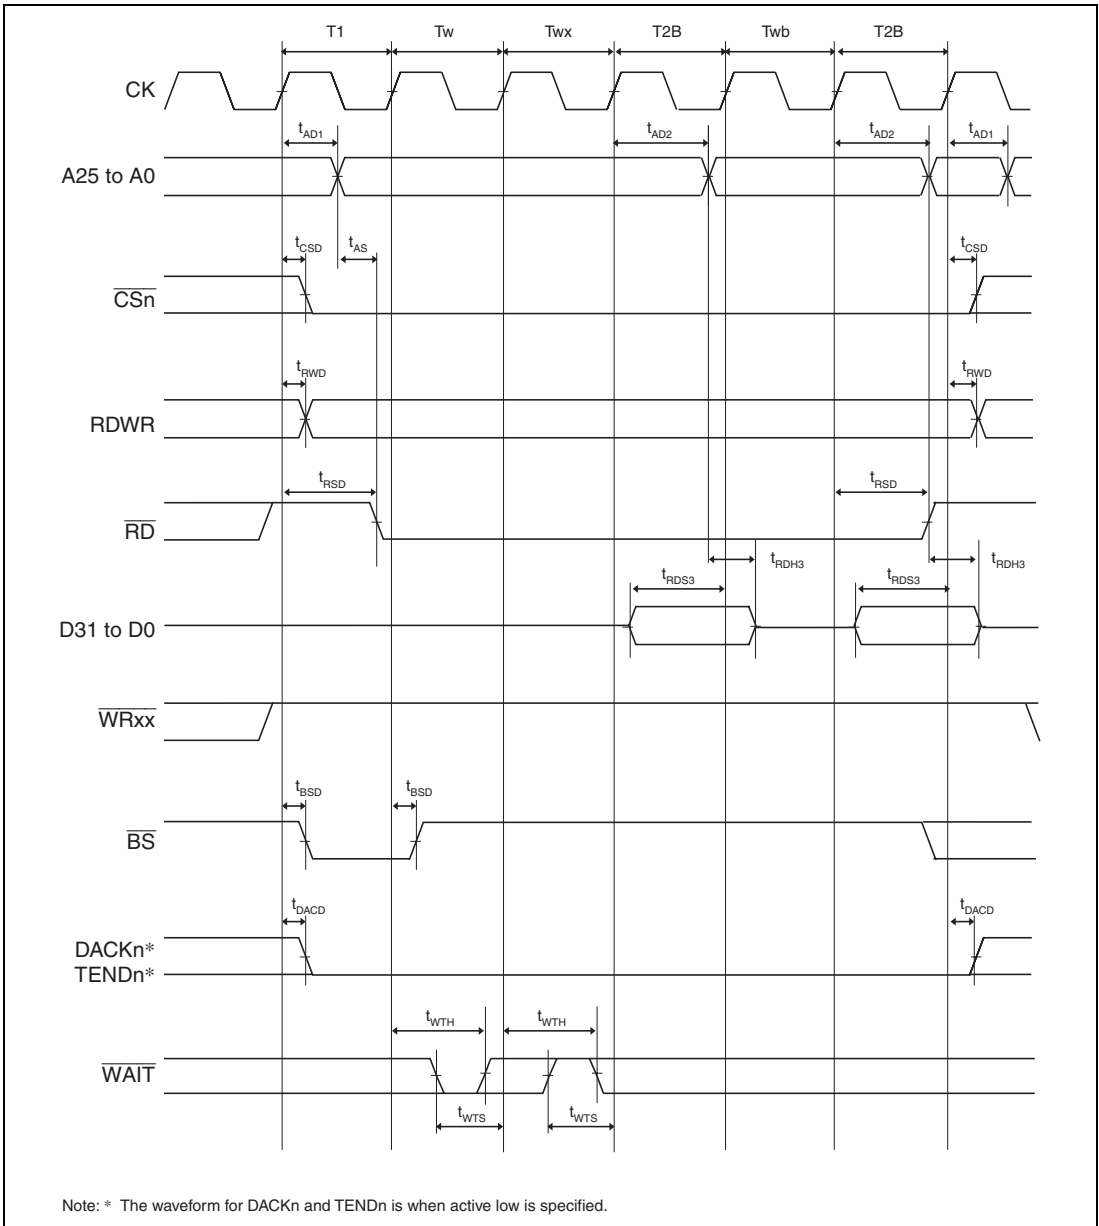 T1 Tw Twx T2B Twb T2B
CK
tAD1 tAD2 tAD2 tAD1
A25 to A0
tCSD tAS tCSD
CSn
tRWD tRWD
RDWR
tRSD tRSD
RD
tRDH3 tRDH3
tRDS3 tRDS3
D31 to D0
WRxx
tBSD tBSD
BS
tDACD tDACD
DACKn*
TENDn*
tWTH tWTH
WAIT
tWTS tWTS
Note: * The waveform for DACKn and TENDn is when active low is specified.